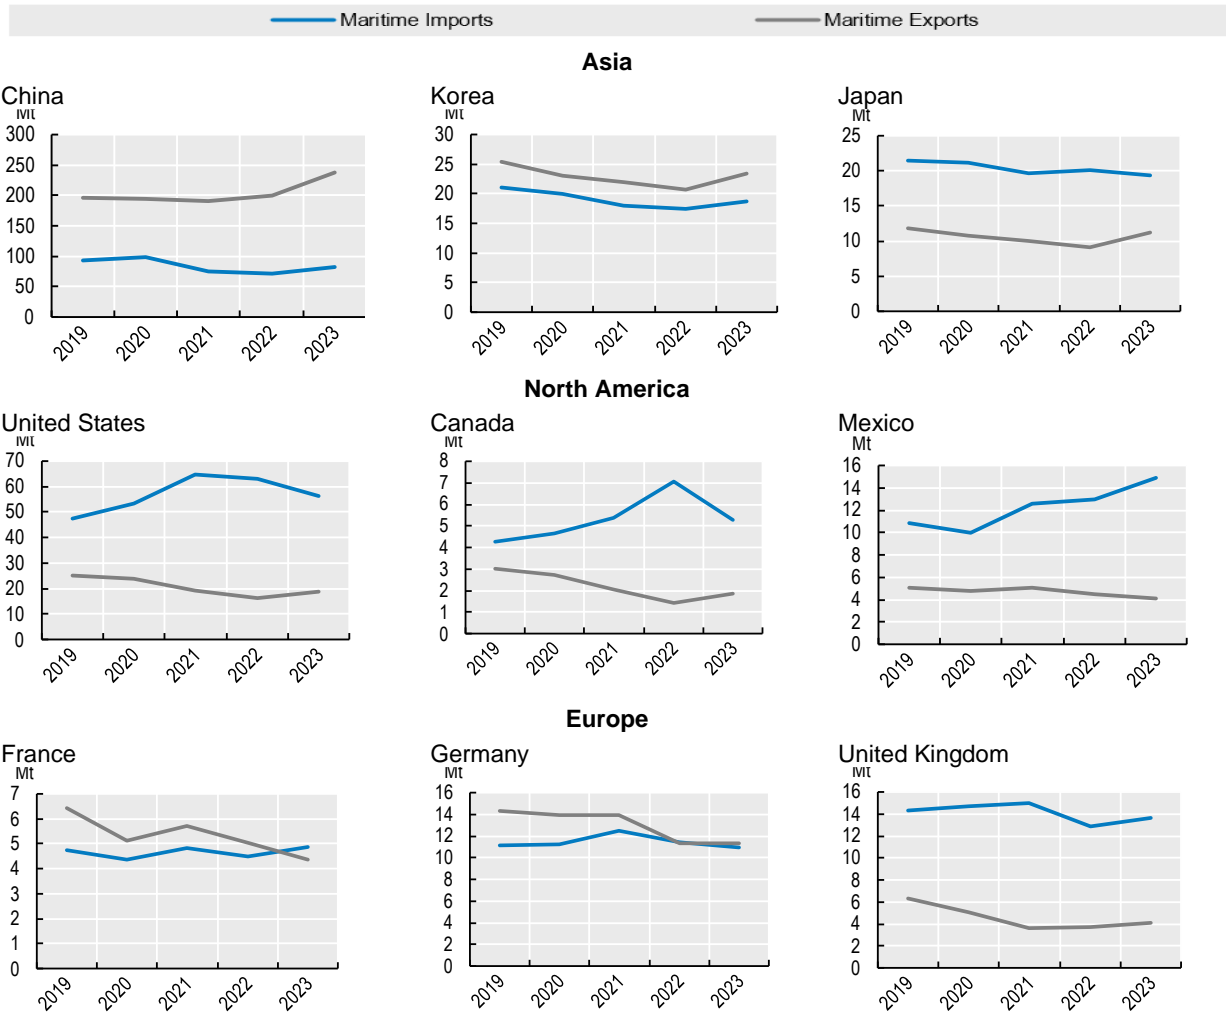 Maritime Imports Maritime Exports
Asia
China Korea Japan
Mt Mt Mt
300 30 25
250 25 20
200 20 15
150 15 10
100 10 5
50 5 0
0 0
2019 2020 2021 2022 2023 2019 2020 2021 2022 2023 2019 2020 2021 2022 2023
North America
United States Canada Mexico
Mt Mt Mt
70 8 16
60 7 14
50 6 12
40 5 10
30 4 8
20 3 6
10 2 4
0 1 2
0 0
2019 2020 2021 2022 2023 2019 2020 2021 2022 2023 2019 2020 2021 2022 2023
Europe
France Germany United Kingdom
Mt Mt Mt
7 16 16
6 14 14
5 12 12
4 10 10
3 8 8
2 6 6
1 4 4
0 2 2
0 0
2019 2020 2021 2022 2023 2019 2020 2021 2022 2023 2019 2020 2021 2022 2023